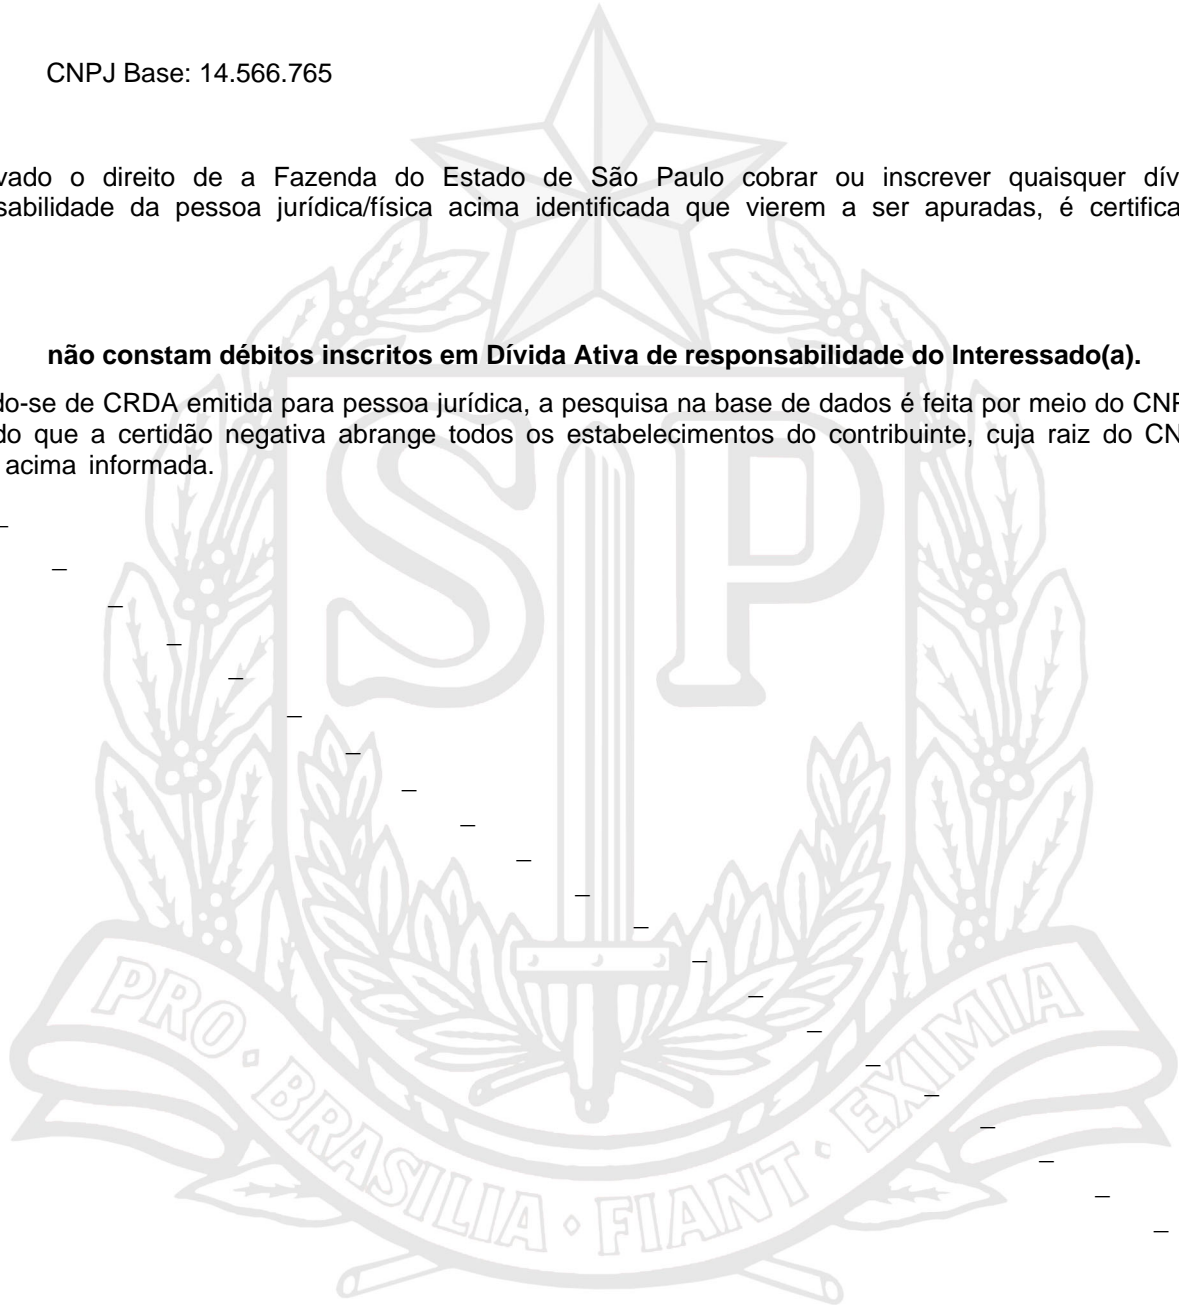 CNPJ Base: 14.566.765
vado o direito de a Fazenda do Estado de São Paulo cobrar ou inscrever quaisquer dív
sabilidade da pessoa jurídica/física acima identificada que vierem a ser apuradas, é certifica
não constam débitos inscritos em Dívida Ativa de responsabilidade do Interessado(a).
do-se de CRDA emitida para pessoa jurídica, a pesquisa na base de dados é feita por meio do CNP
do que a certidão negativa abrange todos os estabelecimentos do contribuinte, cuja raiz do CN
acima informada.
SP
PRO · BRASILIA · FIANT · EXIMIA